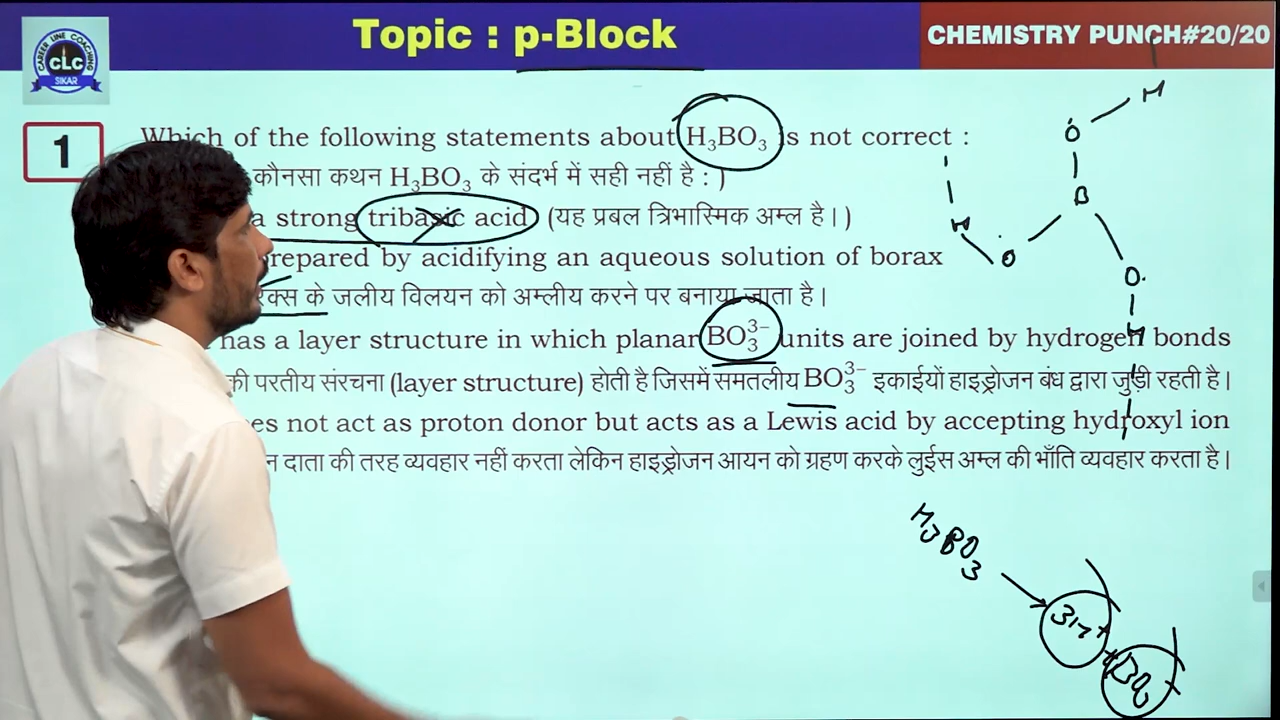 Topic : p-Block
CHEMISTRY PUNCH#20/20
CAREER LINE COACHING
CLC
SIKAR
1
Which of the following statements about H₃BO₃ is not correct :
कौनसा कथन H₃BO₃ के संदर्भ में सही नहीं है : )
a strong tribasic acid (यह प्रबल त्रिभास्मिक अम्ल है।)
prepared by acidifying an aqueous solution of borax
के जलीय विलयन को अम्लीय करने पर बनाया जाता है।
has a layer structure in which planar BO₃³⁻ units are joined by hydrogen bonds
की परतीय संरचना (layer structure) होती है जिसमें समतलीय BO₃³⁻ इकाईयों हाइड्रोजन बंध द्वारा जुड़ी रहती है।
not act as proton donor but acts as a Lewis acid by accepting hydroxyl ion
दाता की तरह व्यवहार नहीं करता लेकिन हाइड्रोजन आयन को ग्रहण करके लुईस अम्ल की भाँति व्यवहार करता है।
H
O
B
H
O
O
H
H₃BO₃